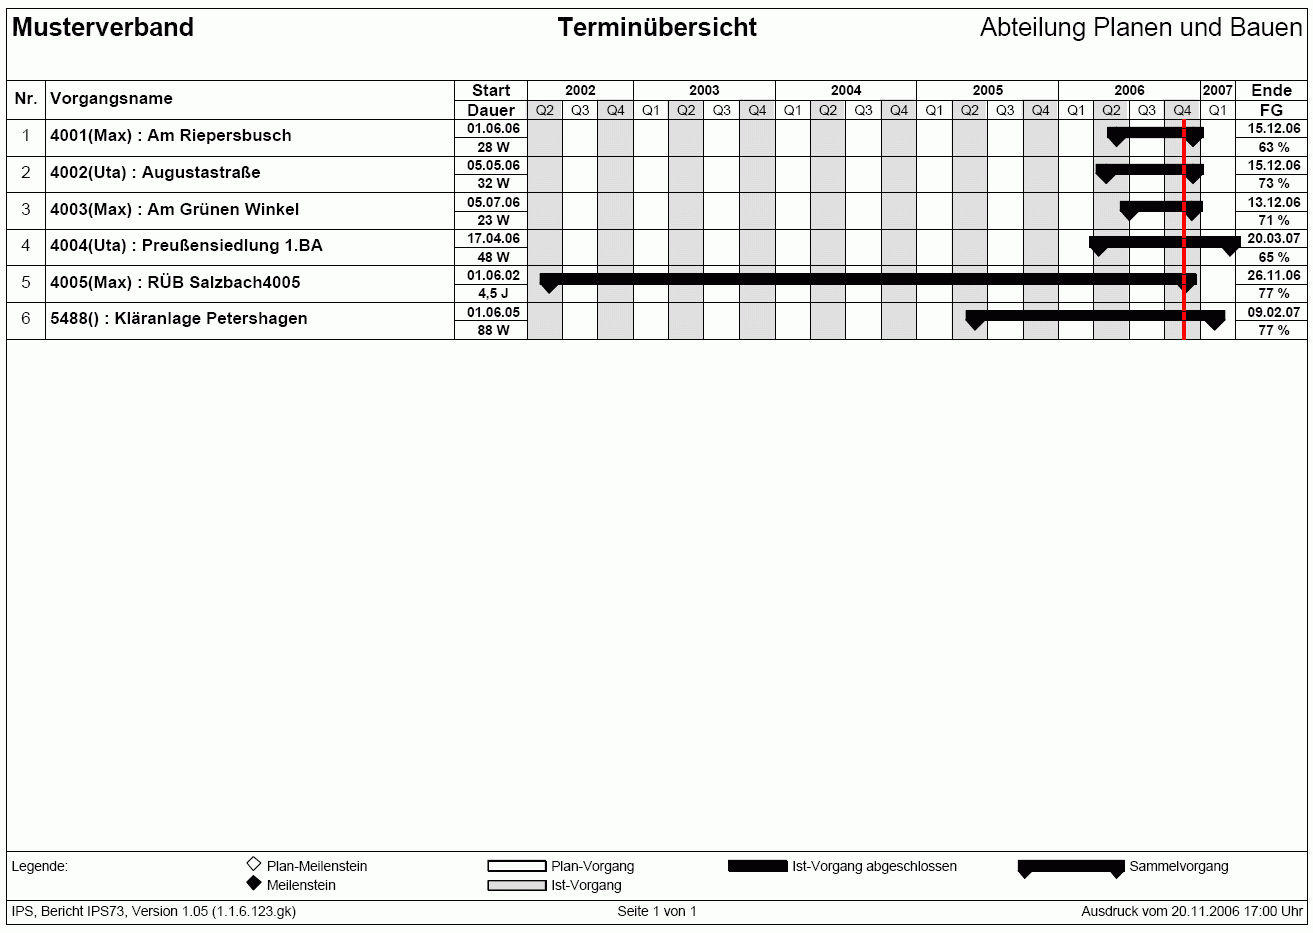 Musterverband Terminübersicht Abteilung Planen und Bauen
Nr. Vorgangsname Start 2002 2003 2004 2005 2006 2007 Ende
Dauer Q2 Q3 Q4 Q1 Q2 Q3 Q4 Q1 Q2 Q3 Q4 Q1 Q2 Q3 Q4 Q1 Q2 Q3 Q4 Q1 FG
1 4001(Max) : Am Riepersbusch 01.06.06 15.12.06
28 W 63 %
2 4002(Uta) : Augustastraße 05.05.06 15.12.06
32 W 73 %
3 4003(Max) : Am Grünen Winkel 05.07.06 13.12.06
23 W 71 %
4 4004(Uta) : Preußensiedlung 1.BA 17.04.06 20.03.07
48 W 65 %
5 4005(Max) : RÜB Salzbach4005 01.06.02 26.11.06
4,5 J 77 %
6 5488() : Kläranlage Petershagen 01.06.05 09.02.07
88 W 77 %
Legende: Plan-Meilenstein Plan-Vorgang Ist-Vorgang abgeschlossen Sammelvorgang
Meilenstein Ist-Vorgang
IPS, Bericht IPS73, Version 1.05 (1.1.6.123.gk) Seite 1 von 1 Ausdruck vom 20.11.2006 17:00 Uhr